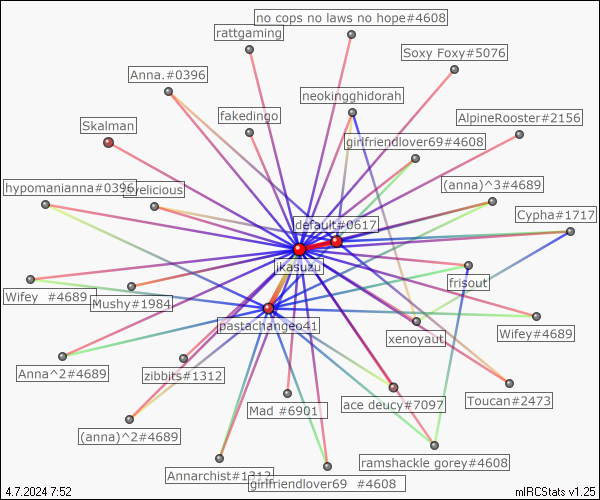 no cops no laws no hope#4608
rattgaming
Soxy Foxy#5076
Anna.#0396
neokingghidorah
fakedingo
AlpineRooster#2156
Skalman
girlfriendlover69#4608
hypomanianna#0396
(anna)^3#4689
Cypha#1717
default#0617
ikasuzu
frisout
Wifey  #4689
Mushy#1984
pastachangeo41
xenoyaut
Wifey#4689
Anna^2#4689
zibbits#1312
Toucan#2473
Mad #6901
ace deucy#7097
(anna)^2#4689
ramshackle gorey#4608
Annarchist#1312
girlfriendlover69  #4608
4.7.2024 7:52
mIRCStats v1.25